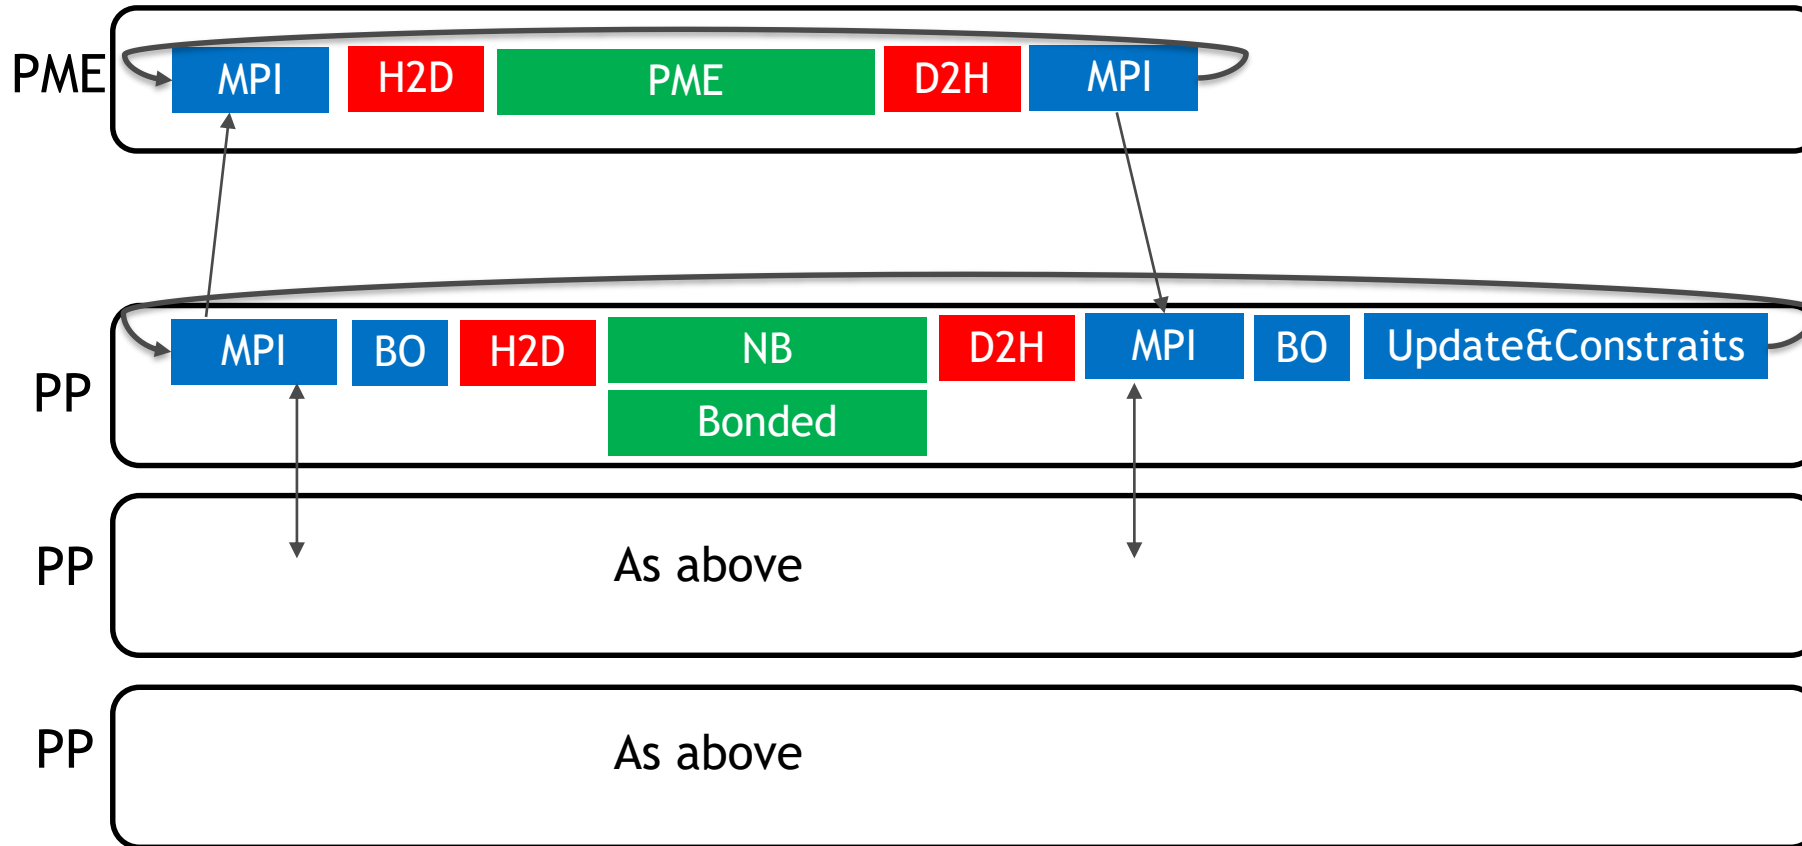 PME
MPI
H2D
PME
D2H
MPI
PP
MPI
BO
H2D
NB
Bonded
D2H
MPI
BO
Update&Constraits
PP
As above
PP
As above